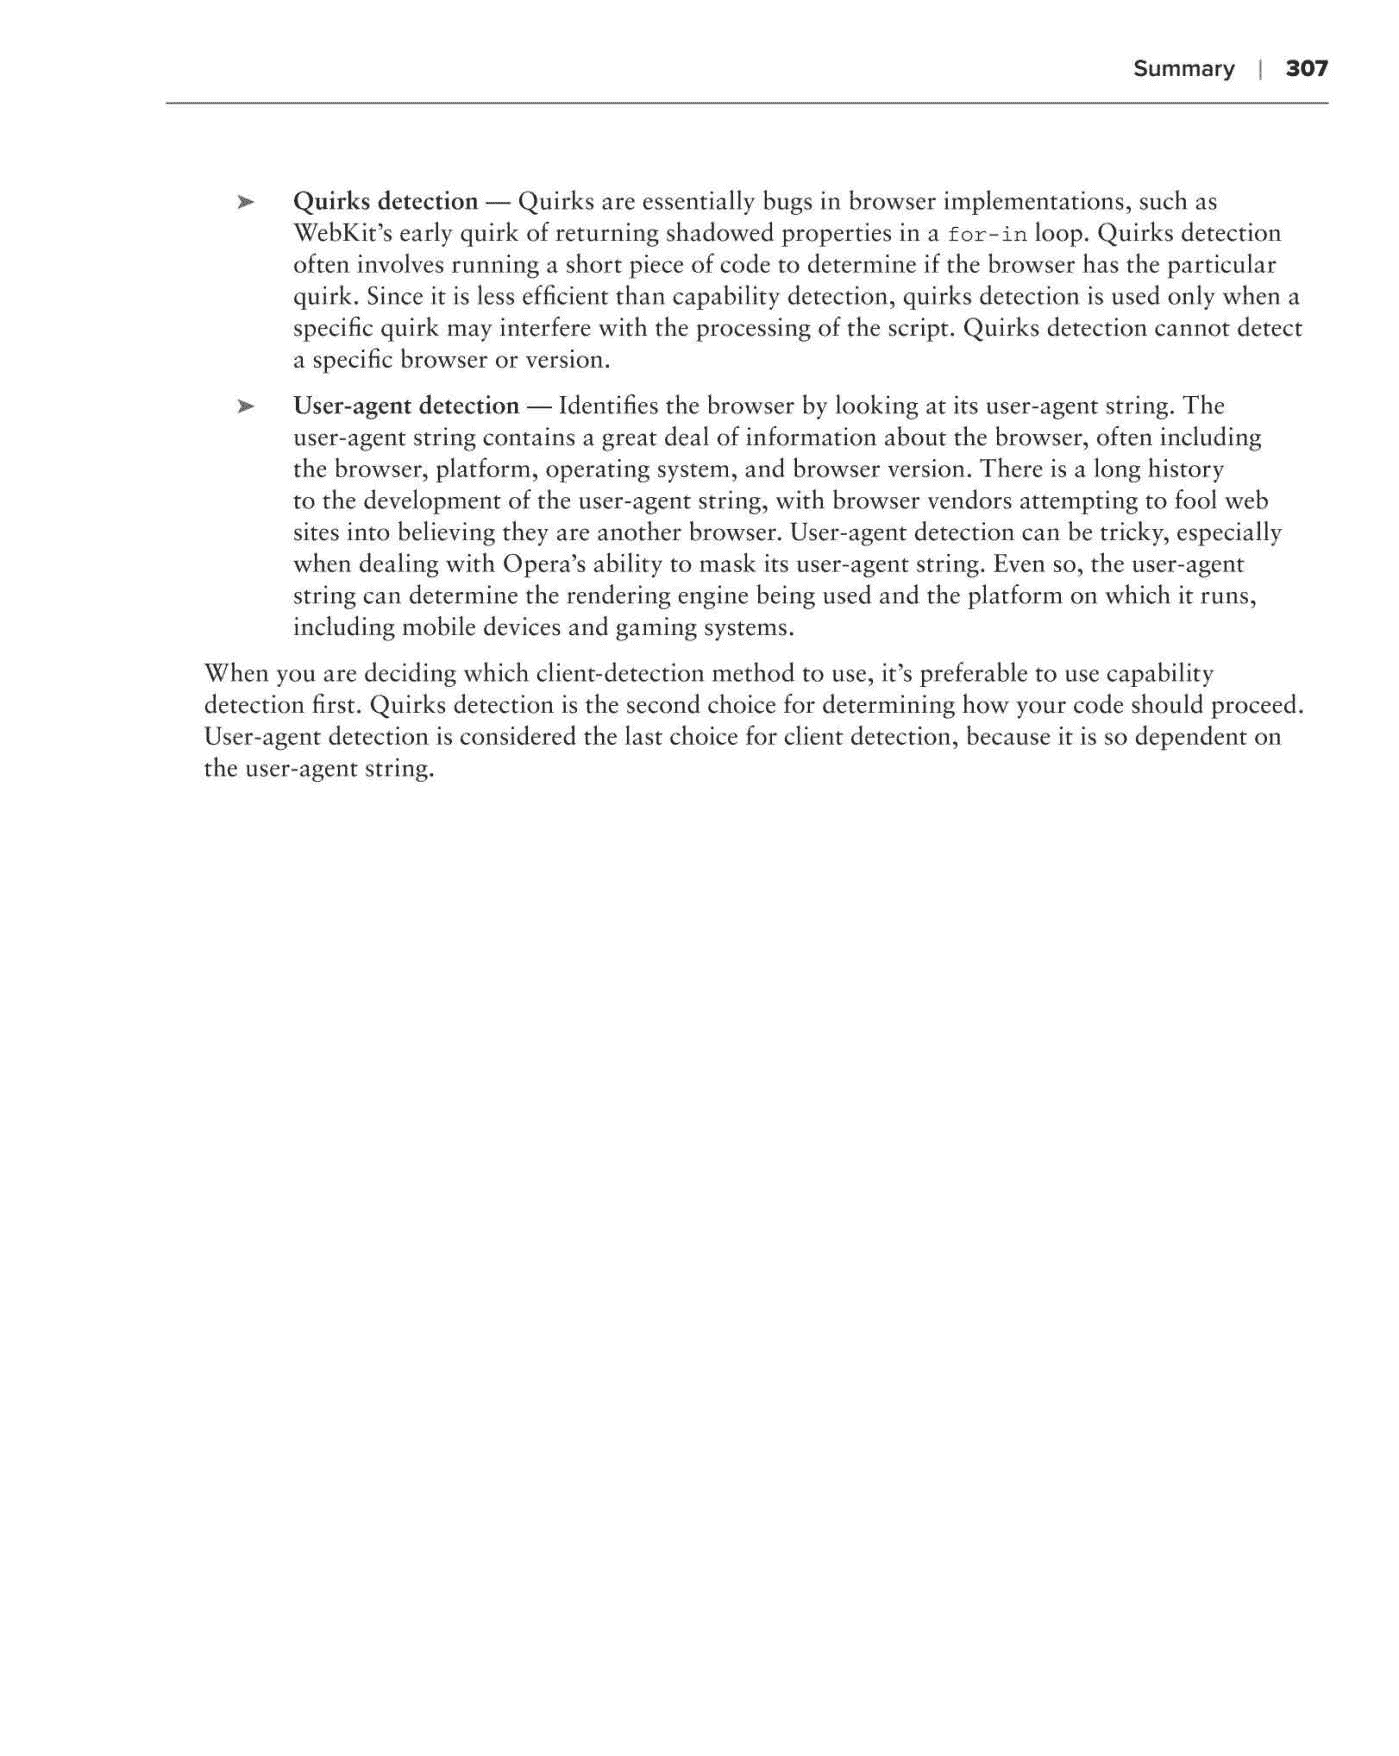 Summary | 307
➤ Quirks detection — Quirks are essentially bugs in browser implementations, such as
WebKit’s early quirk of returning shadowed properties in a for-in loop. Quirks detection
often involves running a short piece of code to determine if the browser has the particular
quirk. Since it is less efficient than capability detection, quirks detection is used only when a
specific quirk may interfere with the processing of the script. Quirks detection cannot detect
a specific browser or version.
➤ User-agent detection — Identifies the browser by looking at its user-agent string. The
user-agent string contains a great deal of information about the browser, often including
the browser, platform, operating system, and browser version. There is a long history
to the development of the user-agent string, with browser vendors attempting to fool web
sites into believing they are another browser. User-agent detection can be tricky, especially
when dealing with Opera’s ability to mask its user-agent string. Even so, the user-agent
string can determine the rendering engine being used and the platform on which it runs,
including mobile devices and gaming systems.
When you are deciding which client-detection method to use, it’s preferable to use capability
detection first. Quirks detection is the second choice for determining how your code should proceed.
User-agent detection is considered the last choice for client detection, because it is so dependent on
the user-agent string.